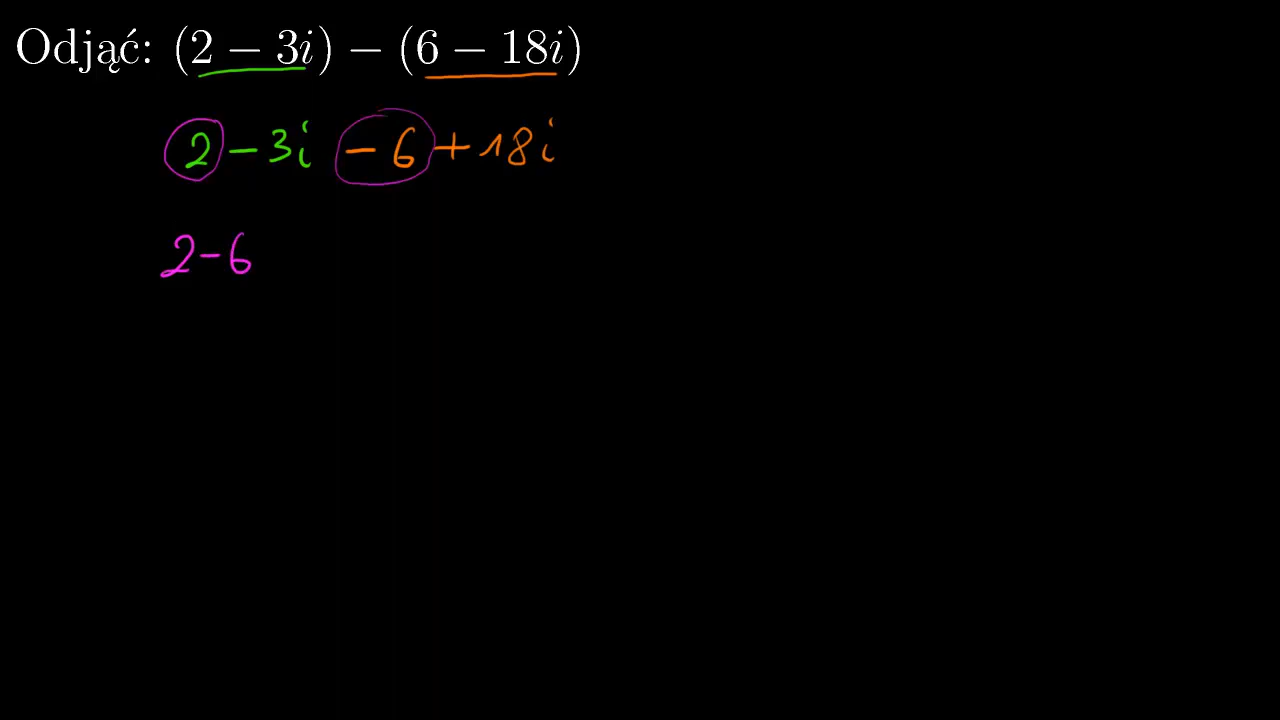 Odjąć: (2 − 3i) − (6 − 18i)
2 − 3i − 6 + 18i
2 − 6